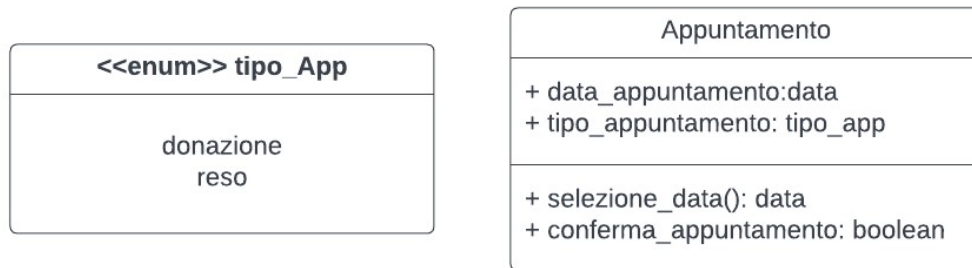 <<enum>> tipo_App
donazione
reso
Appuntamento
+ data_appuntamento:data
+ tipo_appuntamento: tipo_app
+ selezione_data(): data
+ conferma_appuntamento: boolean